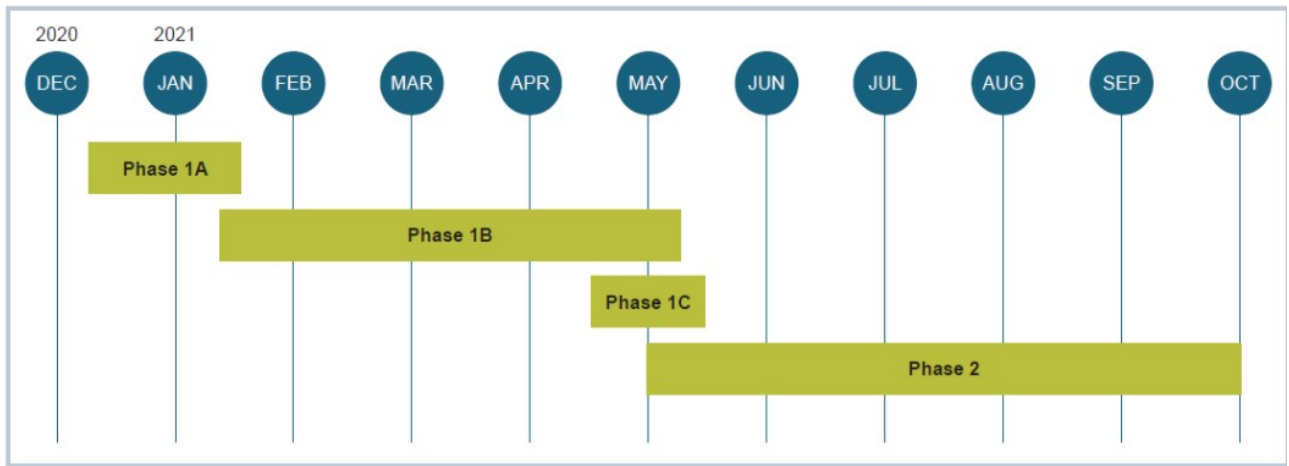 2020 2021
DEC JAN FEB MAR APR MAY JUN JUL AUG SEP OCT
Phase 1A
Phase 1B
Phase 1C
Phase 2